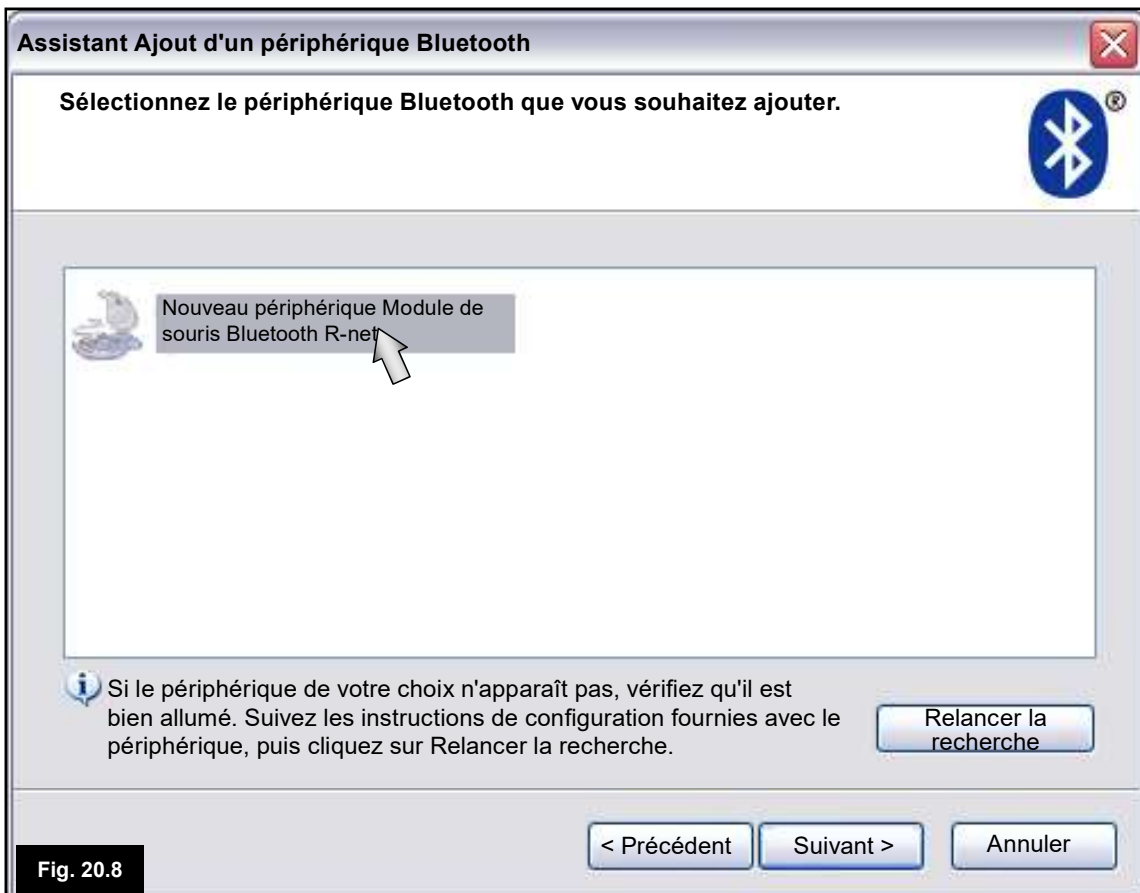 Assistant Ajout d'un périphérique Bluetooth
Sélectionnez le périphérique Bluetooth que vous souhaitez ajouter.
®
Nouveau périphérique Module de
souris Bluetooth R-net
Si le périphérique de votre choix n'apparaît pas, vérifiez qu'il est
bien allumé. Suivez les instructions de configuration fournies avec le
périphérique, puis cliquez sur Relancer la recherche.
Relancer la
recherche
< Précédent
Suivant >
Annuler
Fig. 20.8